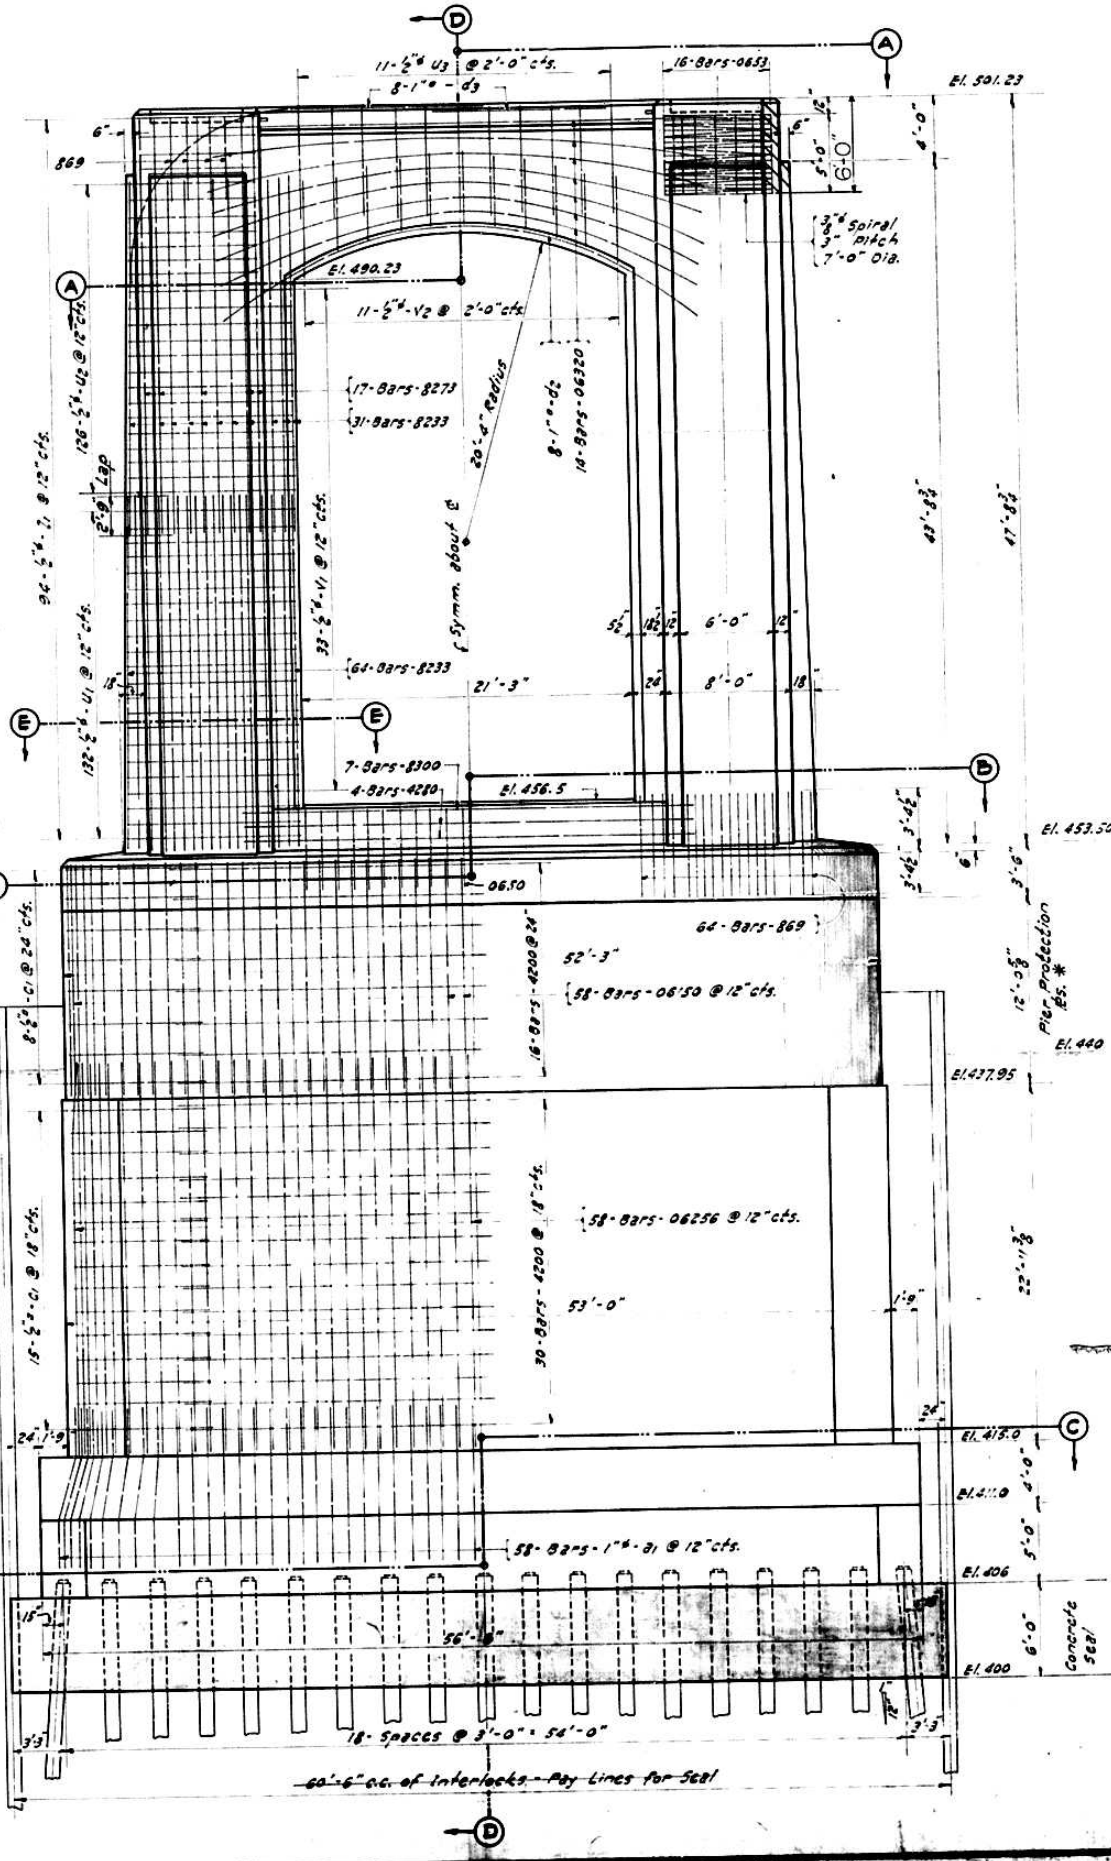 D
A
11-½"ᶲ U3 @ 2'-0" cts.
16-Bars-0653
8-1"ᶲ - d3
El. 501.23
6"
12"
6"
4'-0"
869
5'-0"
6-0"
⅜"ᶲ Spiral
3" Pitch
7'-0" Dia.
El. 490.23
A
11-½"ᶲ-V2 @ 2'-0" cts.
126-½"ᶲ-U2 @ 12" cts.
17-Bars-8273
31-Bars-8233
20'-4" Radius
8-1"ᶲ-d2
14-Bars-06320
94-½"ᶲ-Z1 @ 12" cts.
2'-9" Lap
Symm. about ℄
43'-8¾"
47'-8¾"
33-½"ᶲ-V1 @ 12" cts.
132-½"ᶲ-U1 @ 12" cts.
5½"
18½"
12"
6'-0"
12"
64-Bars-8233
18"
21'-3"
24"
8'-0"
18"
E
E
7-Bars-8300
B
4-Bars-4280
El. 456.5
3'-4½"
El. 453.50
6"
3'-4½"
3'-6"
0650
64-Bars-869
8-½"ᶲ-C1 @ 24" cts.
16-Bars-4200 @ 24"
52'-3"
58-Bars-06150 @ 12" cts.
12'-0⅝"
Pier Protection
Es. *
El. 440
El. 437.95
15-½"ᶲ-C1 @ 18" cts.
30-Bars-4200 @ 18" cts.
58-Bars-06256 @ 12" cts.
22'-11⅜"
53'-0"
1'-9"
24"
1'-9
24"
C
El. 415.0
4'-0"
El. 411.0
58-Bars-1"ᶲ-a1 @ 12" cts.
5'-0"
El. 406
15"
6'-0"
Concrete
Seal
El. 400
12"
18-Spaces @ 3'-0" = 54'-0"
3'3"
3'-3"
60'-6" c.c. of Interlocks - Pay Lines for Seal
D